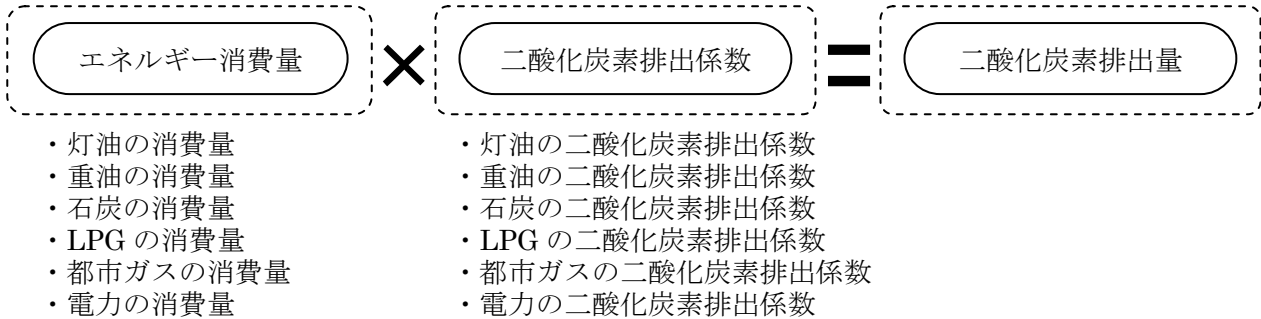 エネルギー消費量 × 二酸化炭素排出係数 = 二酸化炭素排出量
・灯油の消費量
・重油の消費量
・石炭の消費量
・LPG の消費量
・都市ガスの消費量
・電力の消費量
・灯油の二酸化炭素排出係数
・重油の二酸化炭素排出係数
・石炭の二酸化炭素排出係数
・LPG の二酸化炭素排出係数
・都市ガスの二酸化炭素排出係数
・電力の二酸化炭素排出係数